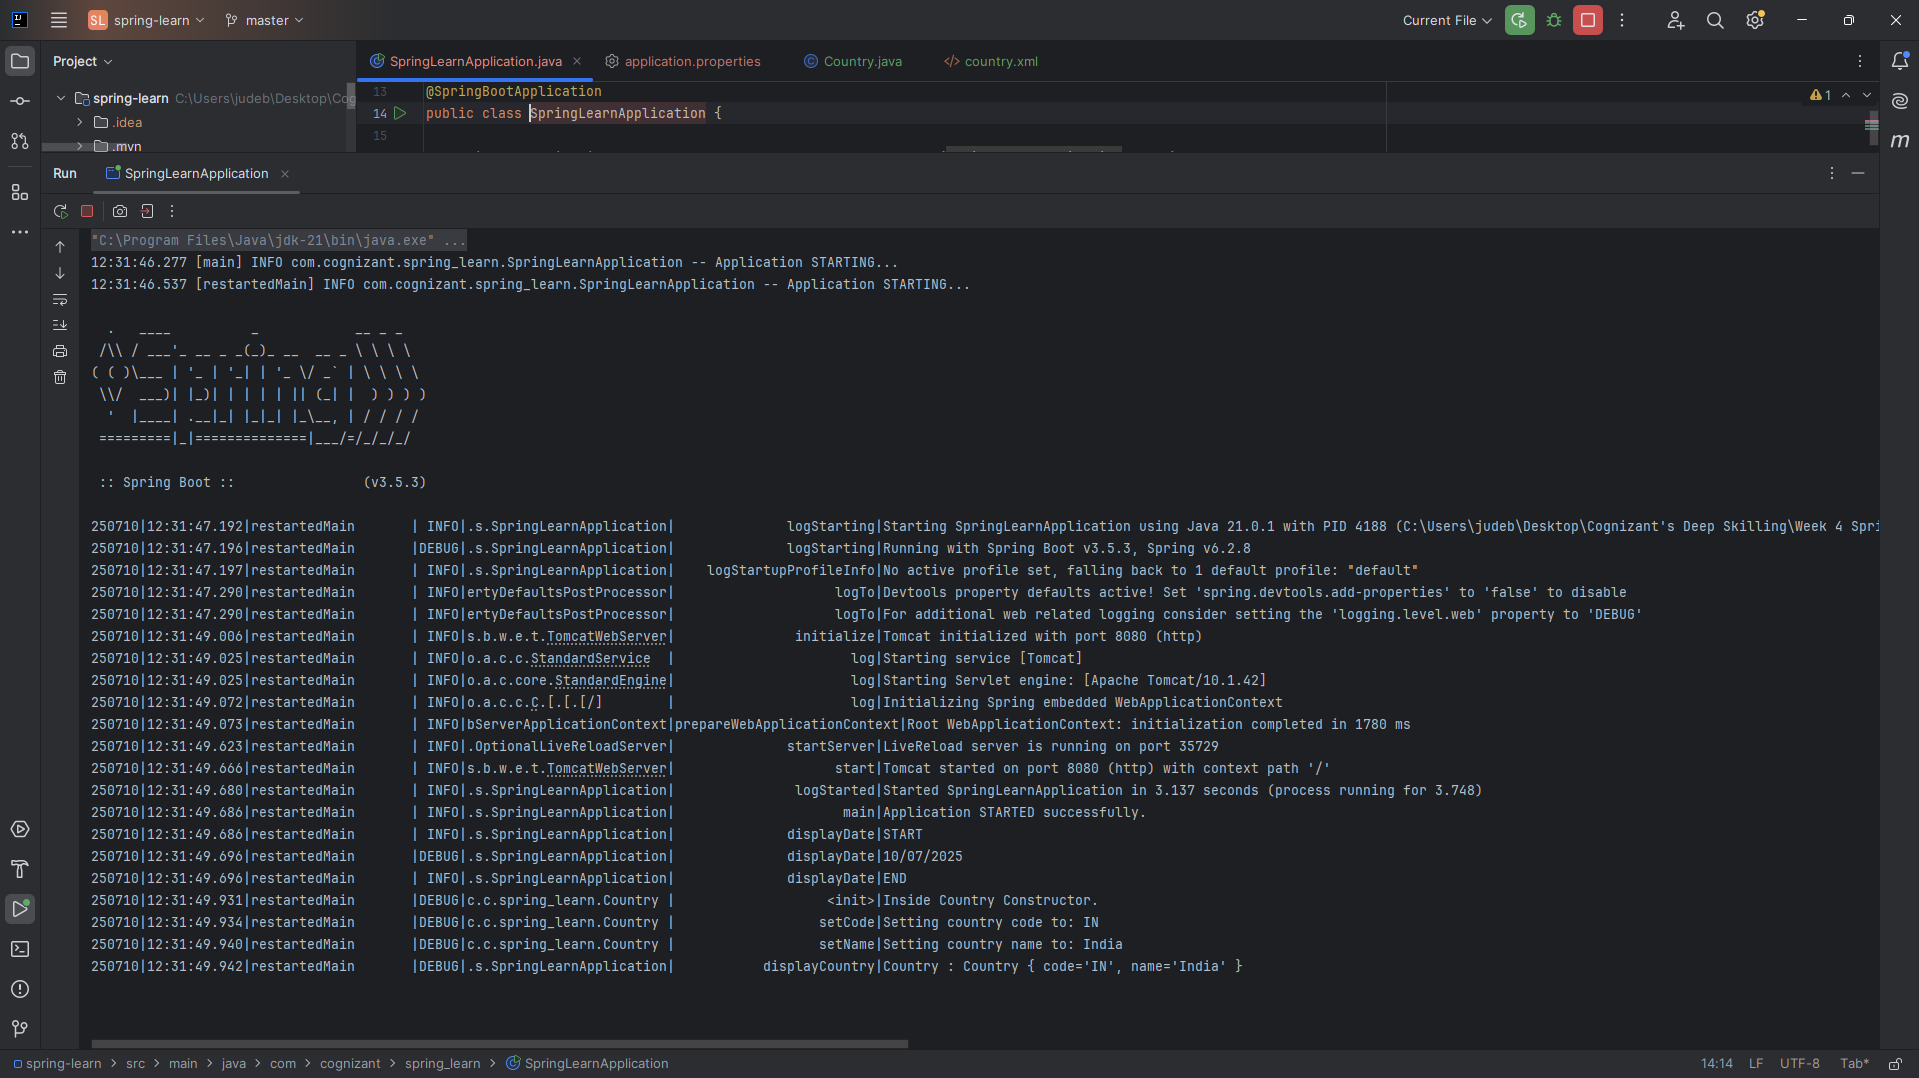 SL spring-learn master Current File
Project SpringLearnApplication.java application.properties Country.java country.xml
spring-learn C:\Users\judeb\Desktop\Cog
.idea
.mvn
13 @SpringBootApplication
14 public class SpringLearnApplication {
15
1
m
Run SpringLearnApplication
"C:\Program Files\Java\jdk-21\bin\java.exe" ...
12:31:46.277 [main] INFO com.cognizant.spring_learn.SpringLearnApplication -- Application STARTING...
12:31:46.537 [restartedMain] INFO com.cognizant.spring_learn.SpringLearnApplication -- Application STARTING...
  .   ____          _            __ _ _
 /\\ / ___'_ __ _ _(_)_ __  __ _ \ \ \ \
( ( )\___ | '_ | '_| | '_ \/ _` | \ \ \ \
 \\/  ___)| |_)| | | | | || (_| |  ) ) ) )
  '  |____| .__|_| |_|_| |_\__, | / / / /
 =========|_|==============|___/=/_/_/_/
 :: Spring Boot ::                (v3.5.3)
250710|12:31:47.192|restartedMain       | INFO|.s.SpringLearnApplication|              logStarting|Starting SpringLearnApplication using Java 21.0.1 with PID 4188 (C:\Users\judeb\Desktop\Cognizant's Deep Skilling\Week 4 Spri
250710|12:31:47.196|restartedMain       |DEBUG|.s.SpringLearnApplication|              logStarting|Running with Spring Boot v3.5.3, Spring v6.2.8
250710|12:31:47.197|restartedMain       | INFO|.s.SpringLearnApplication|    logStartupProfileInfo|No active profile set, falling back to 1 default profile: "default"
250710|12:31:47.290|restartedMain       | INFO|ertyDefaultsPostProcessor|                    logTo|Devtools property defaults active! Set 'spring.devtools.add-properties' to 'false' to disable
250710|12:31:47.290|restartedMain       | INFO|ertyDefaultsPostProcessor|                    logTo|For additional web related logging consider setting the 'logging.level.web' property to 'DEBUG'
250710|12:31:49.006|restartedMain       | INFO|s.b.w.e.t.TomcatWebServer|               initialize|Tomcat initialized with port 8080 (http)
250710|12:31:49.025|restartedMain       | INFO|o.a.c.c.StandardService  |                      log|Starting service [Tomcat]
250710|12:31:49.025|restartedMain       | INFO|o.a.c.core.StandardEngine|                      log|Starting Servlet engine: [Apache Tomcat/10.1.42]
250710|12:31:49.072|restartedMain       | INFO|o.a.c.c.C.[.[.[/]        |                      log|Initializing Spring embedded WebApplicationContext
250710|12:31:49.073|restartedMain       | INFO|bServerApplicationContext|prepareWebApplicationContext|Root WebApplicationContext: initialization completed in 1780 ms
250710|12:31:49.623|restartedMain       | INFO|.OptionalLiveReloadServer|              startServer|LiveReload server is running on port 35729
250710|12:31:49.666|restartedMain       | INFO|s.b.w.e.t.TomcatWebServer|                    start|Tomcat started on port 8080 (http) with context path '/'
250710|12:31:49.680|restartedMain       | INFO|.s.SpringLearnApplication|               logStarted|Started SpringLearnApplication in 3.137 seconds (process running for 3.748)
250710|12:31:49.686|restartedMain       | INFO|.s.SpringLearnApplication|                     main|Application STARTED successfully.
250710|12:31:49.686|restartedMain       | INFO|.s.SpringLearnApplication|              displayDate|START
250710|12:31:49.696|restartedMain       |DEBUG|.s.SpringLearnApplication|              displayDate|10/07/2025
250710|12:31:49.696|restartedMain       | INFO|.s.SpringLearnApplication|              displayDate|END
250710|12:31:49.931|restartedMain       |DEBUG|c.c.spring_learn.Country |                   <init>|Inside Country Constructor.
250710|12:31:49.934|restartedMain       |DEBUG|c.c.spring_learn.Country |                  setCode|Setting country code to: IN
250710|12:31:49.940|restartedMain       |DEBUG|c.c.spring_learn.Country |                  setName|Setting country name to: India
250710|12:31:49.942|restartedMain       |DEBUG|.s.SpringLearnApplication|           displayCountry|Country : Country { code='IN', name='India' }
spring-learn > src > main > java > com > cognizant > spring_learn > SpringLearnApplication 14:14 LF UTF-8 Tab*